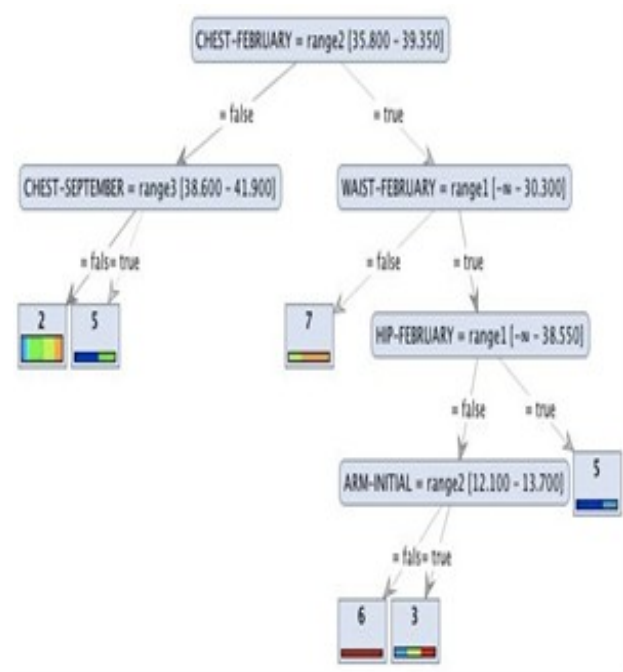 CHEST-FEBRUARY = range2 [35.800 - 39.350]
= false
= true
CHEST-SEPTEMBER = range3 [38.600 - 41.900]
WAIST-FEBRUARY = range1 [-∞ - 30.300]
= fals= true
= false
= true
2
5
7
HIP-FEBRUARY = range1 [-∞ - 38.550]
= false
= true
ARM-INITIAL = range2 [12.100 - 13.700]
5
= fals= true
6
3